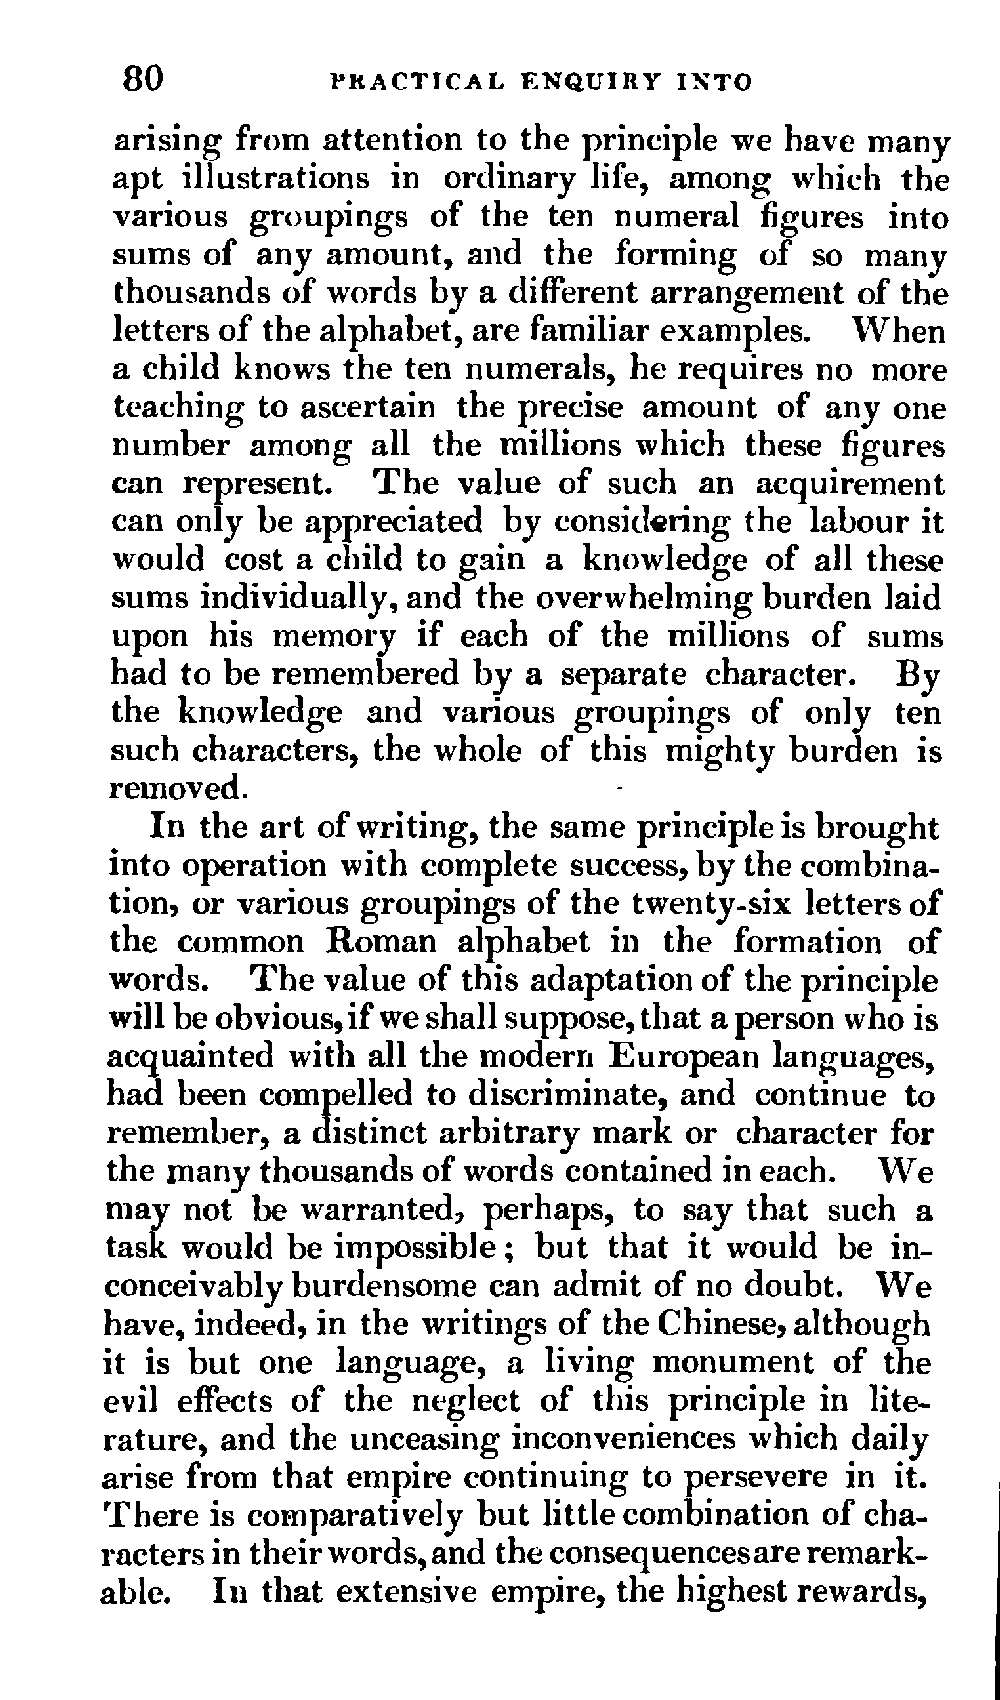 80 PRACTICAL ENQUIRY INTO
arising from attention to the principle we have many
apt illustrations in ordinary life, among which the
various groupings of the ten numeral figures into
sums of any amount, and the forming of so many
thousands of words by a different arrangement of the
letters of the alphabet, are familiar examples. When
a child knows the ten numerals, he requires no more
teaching to ascertain the precise amount of any one
number among all the millions which these figures
can represent. The value of such an acquirement
can only be appreciated by considering the labour it
would cost a child to gain a knowledge of all these
sums individually, and the overwhelming burden laid
upon his memory if each of the millions of sums
had to be remembered by a separate character. By
the knowledge and various groupings of only ten
such characters, the whole of this mighty burden is
removed.
In the art of writing, the same principle is brought
into operation with complete success, by the combina-
tion, or various groupings of the twenty-six letters of
the common Roman alphabet in the formation of
words. The value of this adaptation of the principle
will be obvious, if we shall suppose, that a person who is
acquainted with all the modern European languages,
had been compelled to discriminate, and continue to
remember, a distinct arbitrary mark or character for
the many thousands of words contained in each. We
may not be warranted, perhaps, to say that such a
task would be impossible; but that it would be in-
conceivably burdensome can admit of no doubt. We
have, indeed, in the writings of the Chinese, although
it is but one language, a living monument of the
evil effects of the neglect of this principle in lite-
rature, and the unceasing inconveniences which daily
arise from that empire continuing to persevere in it.
There is comparatively but little combination of cha-
racters in their words, and the consequences are remark-
able. In that extensive empire, the highest rewards,